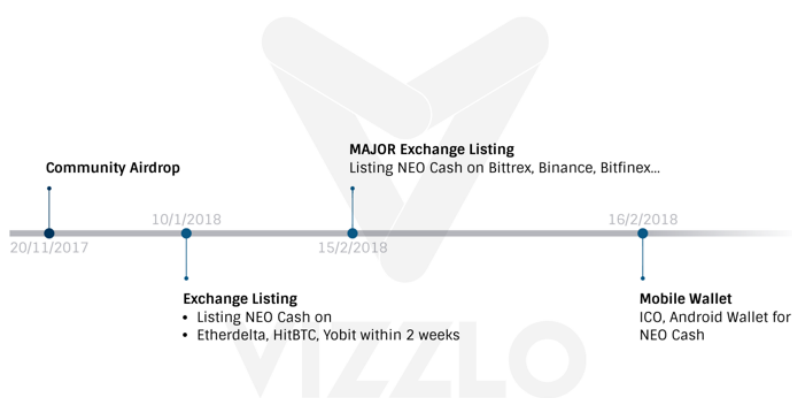 MAJOR Exchange Listing
Listing NEO Cash on Bittrex, Binance, Bitfinex...
Community Airdrop
10/1/2018
16/2/2018
20/11/2017
15/2/2018
Exchange Listing
• Listing NEO Cash on
• Etherdelta, HitBTC, Yobit within 2 weeks
Mobile Wallet
ICO, Android Wallet for
NEO Cash
VIZZLO